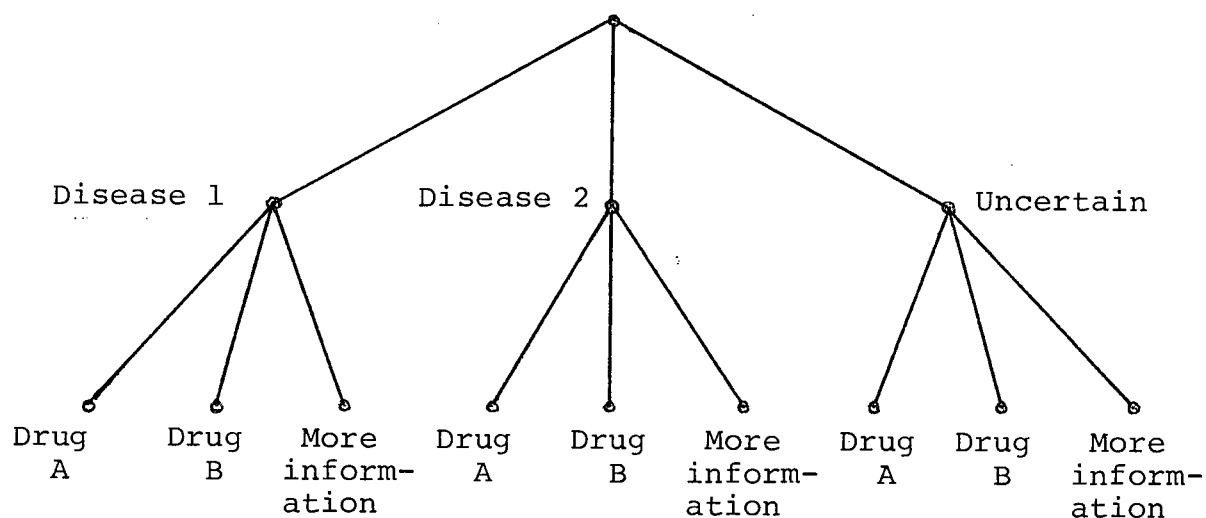 Disease 1 Disease 2 Uncertain
Drug Drug More Drug Drug More Drug Drug More
A B inform- A B inform- A B inform-
ation ation ation